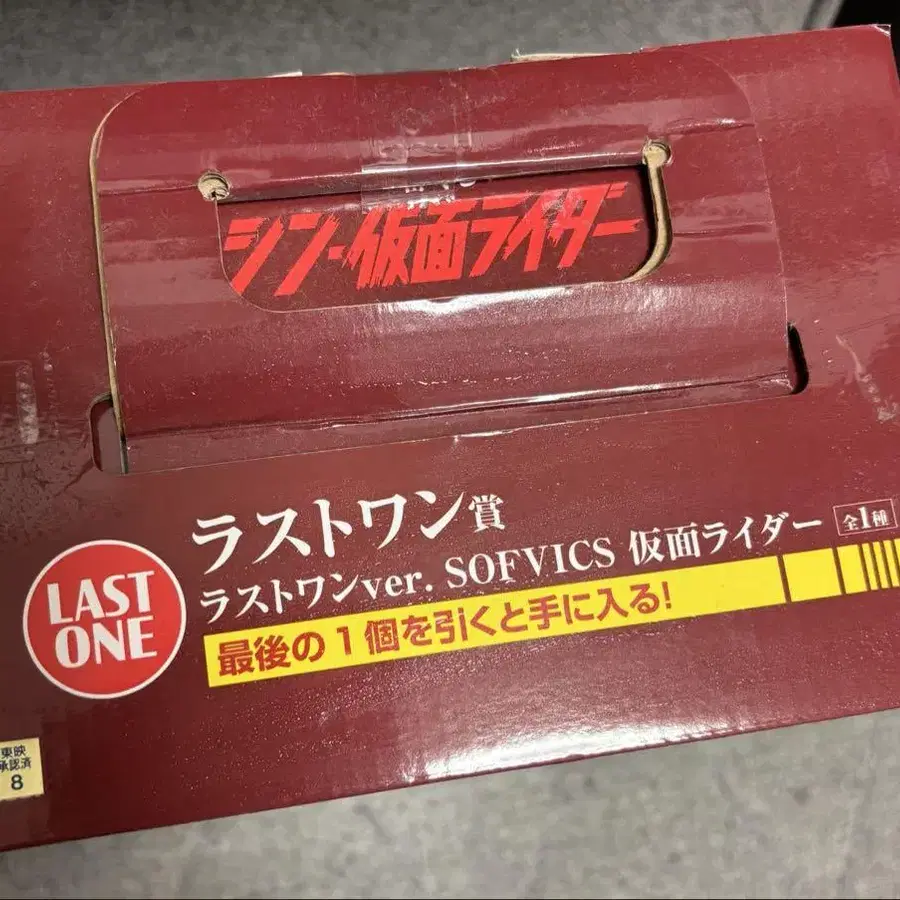 シン・仮面ライダー
ラストワン賞
ラストワンver. SOFVICS 仮面ライダー 全1種
LAST
ONE
最後の1個を引くと手に入る!
東映
承認済
8